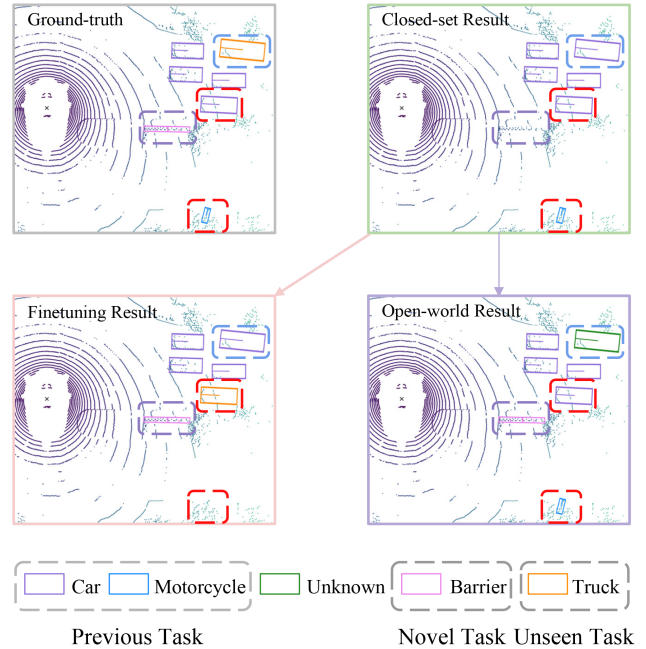 Ground-truth
Closed-set Result
Finetuning Result
Open-world Result
Car Motorcycle Unknown Barrier Truck
Previous Task Novel Task Unseen Task